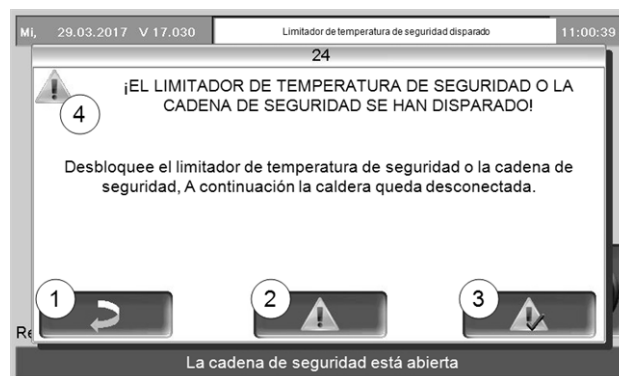 Mi, 29.03.2017 V 17.030 Limitador de temperatura de seguridad disparado 11:00:39
24
4
¡EL LIMITADOR DE TEMPERATURA DE SEGURIDAD O LA
CADENA DE SEGURIDAD SE HAN DISPARADO!
Desbloquee el limitador de temperatura de seguridad o la cadena de
seguridad, A continuación la caldera queda desconectada.
1
2
3
La cadena de seguridad está abierta